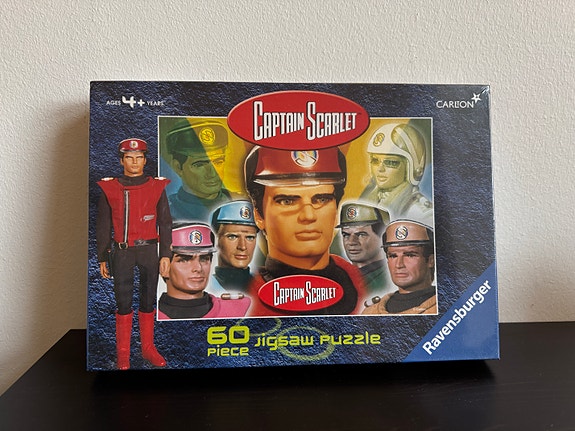 AGES 4+ YEARS
CAPTAIN SCARLET
CARLTON
CAPTAIN SCARLET
60 PIECE JIGSAW PUZZLE
Ravensburger